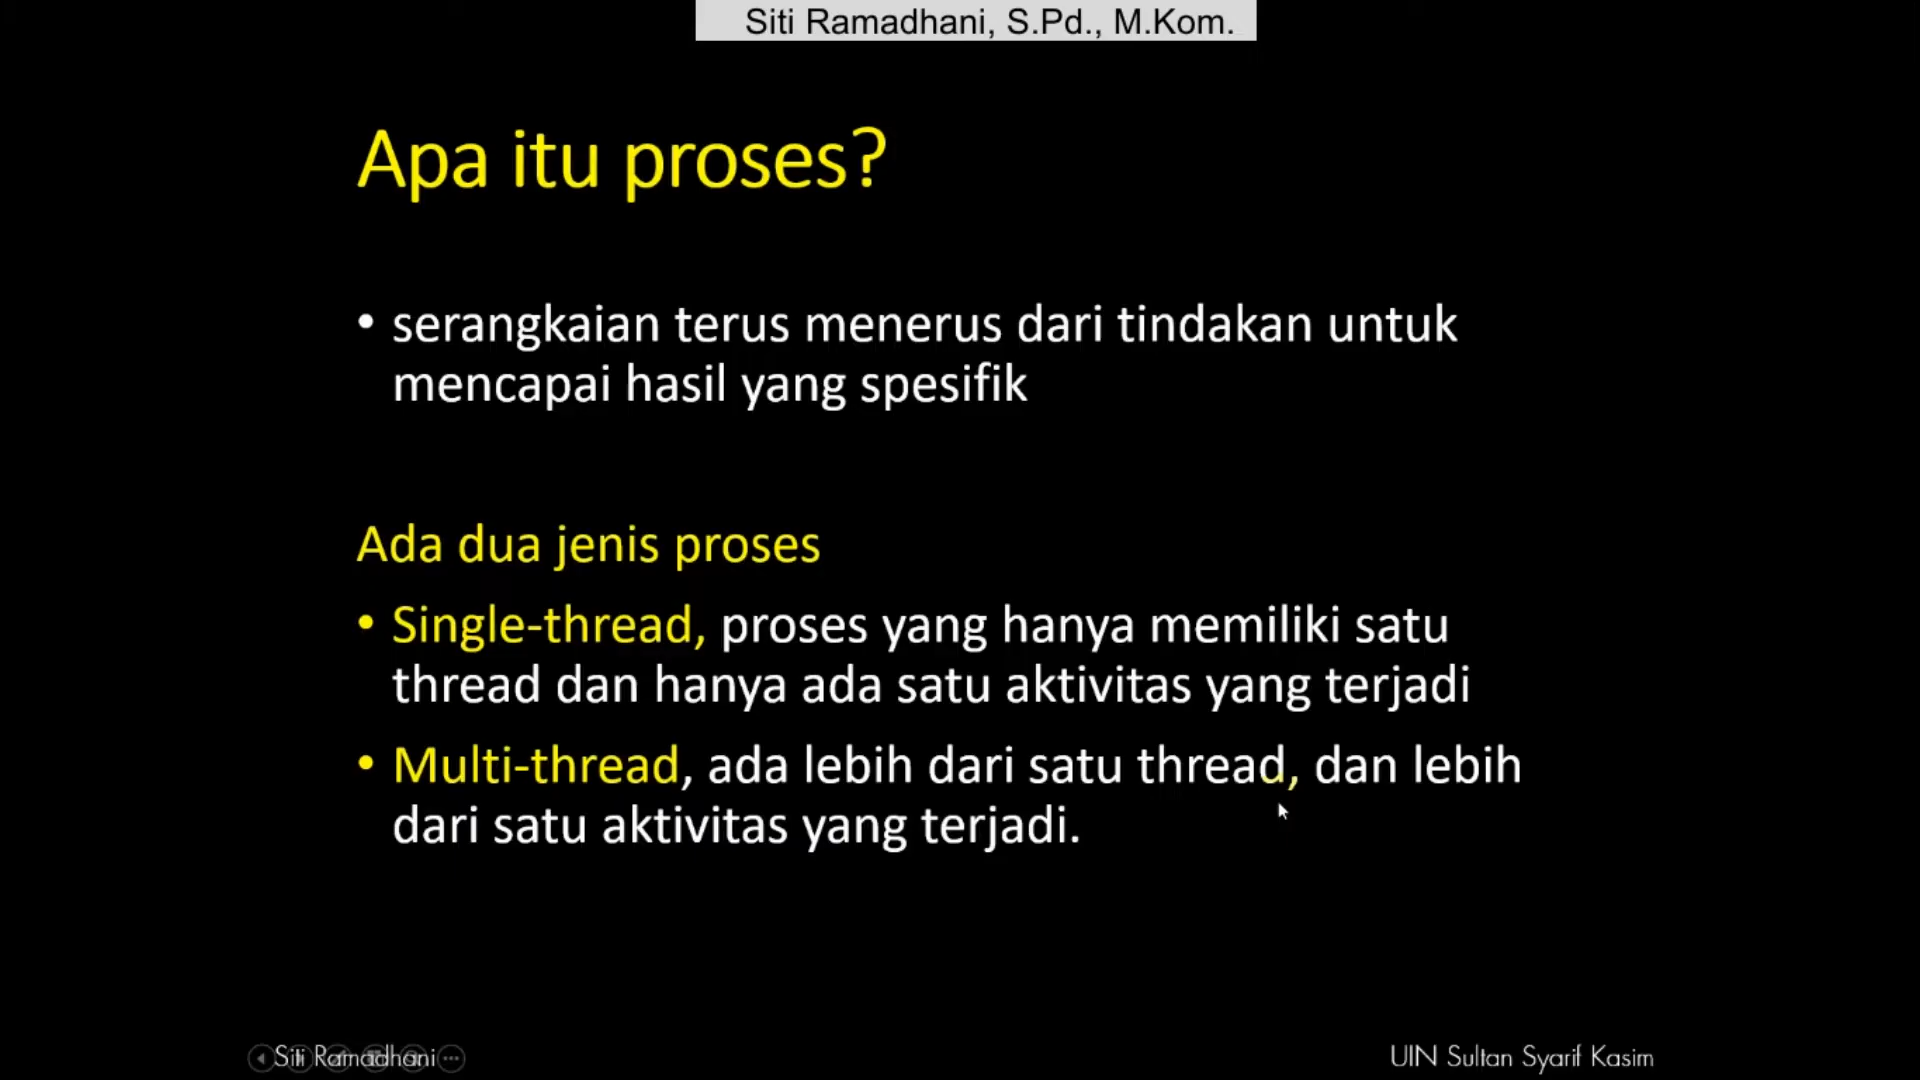 Siti Ramadhani, S.Pd., M.Kom.
Apa itu proses?
• serangkaian terus menerus dari tindakan untuk
mencapai hasil yang spesifik
Ada dua jenis proses
• Single-thread, proses yang hanya memiliki satu
thread dan hanya ada satu aktivitas yang terjadi
• Multi-thread, ada lebih dari satu thread, dan lebih
dari satu aktivitas yang terjadi.
Siti Ramadhani
UIN Sultan Syarif Kasim